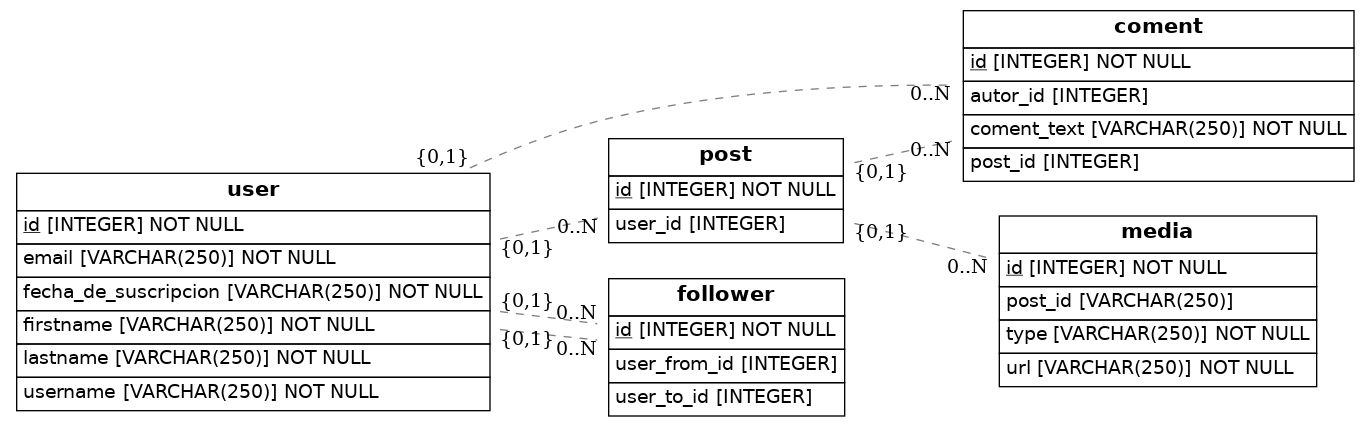 user
id [INTEGER] NOT NULL
email [VARCHAR(250)] NOT NULL
fecha_de_suscripcion [VARCHAR(250)] NOT NULL
firstname [VARCHAR(250)] NOT NULL
lastname [VARCHAR(250)] NOT NULL
username [VARCHAR(250)] NOT NULL
{0,1}
0..N
{0,1}
0..N
{0,1}
0..N
{0,1}
0..N
post
id [INTEGER] NOT NULL
user_id [INTEGER]
follower
id [INTEGER] NOT NULL
user_from_id [INTEGER]
user_to_id [INTEGER]
{0,1}
0..N
{0,1}
0..N
coment
id [INTEGER] NOT NULL
autor_id [INTEGER]
coment_text [VARCHAR(250)] NOT NULL
post_id [INTEGER]
media
id [INTEGER] NOT NULL
post_id [VARCHAR(250)]
type [VARCHAR(250)] NOT NULL
url [VARCHAR(250)] NOT NULL